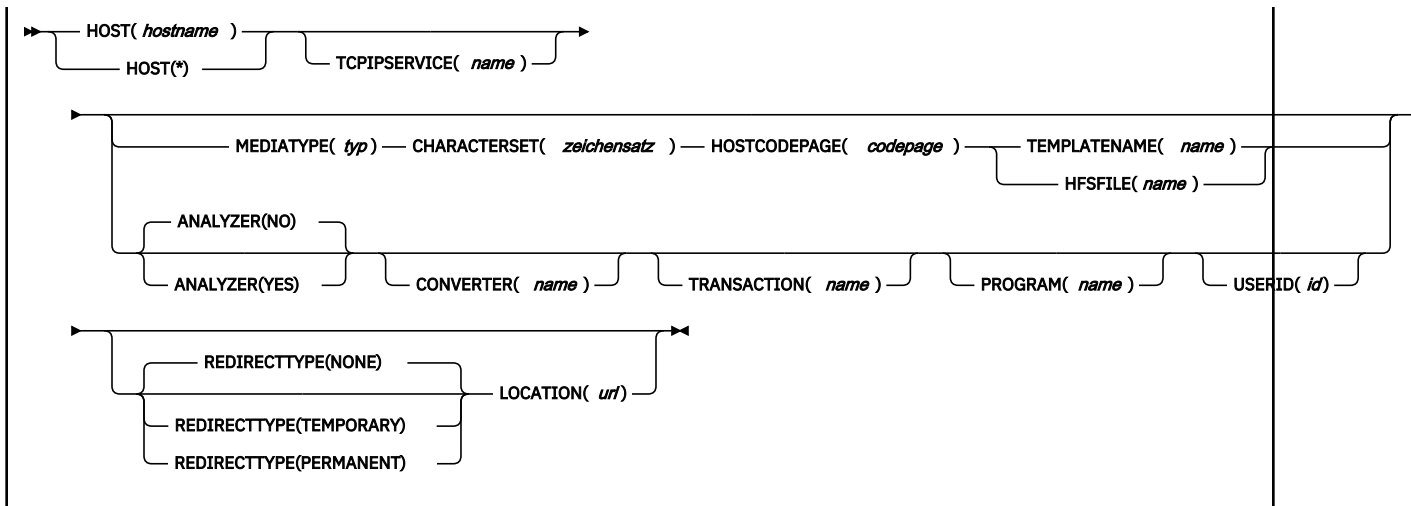 HOST( hostname )
HOST(*)
TCPIPSERVICE( name )
MEDIATYPE( typ) CHARACTERSET( zeichensatz ) HOSTCODEPAGE( codepage ) TEMPLATENAME( name )
HFSFILE( name )
ANALYZER(NO)
ANALYZER(YES) CONVERTER( name ) TRANSACTION( name ) PROGRAM( name ) USERID( id)
REDIRECTTYPE(NONE)
LOCATION( url)
REDIRECTTYPE(TEMPORARY)
REDIRECTTYPE(PERMANENT)